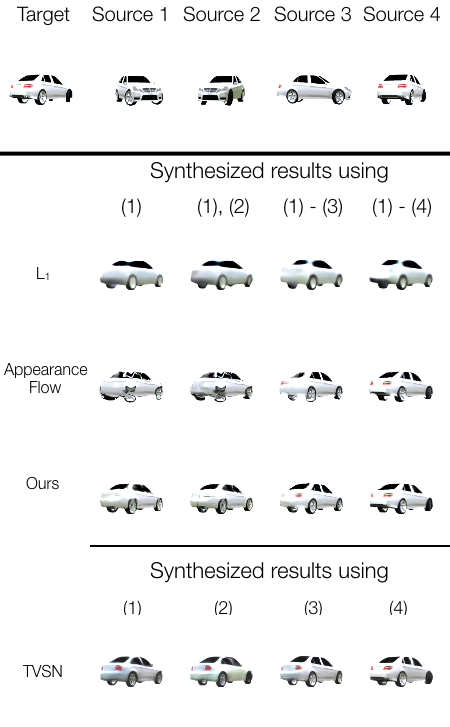 Target Source 1 Source 2 Source 3 Source 4
Synthesized results using
(1) (1), (2) (1) - (3) (1) - (4)
L₁
Appearance
Flow
Ours
Synthesized results using
(1) (2) (3) (4)
TVSN